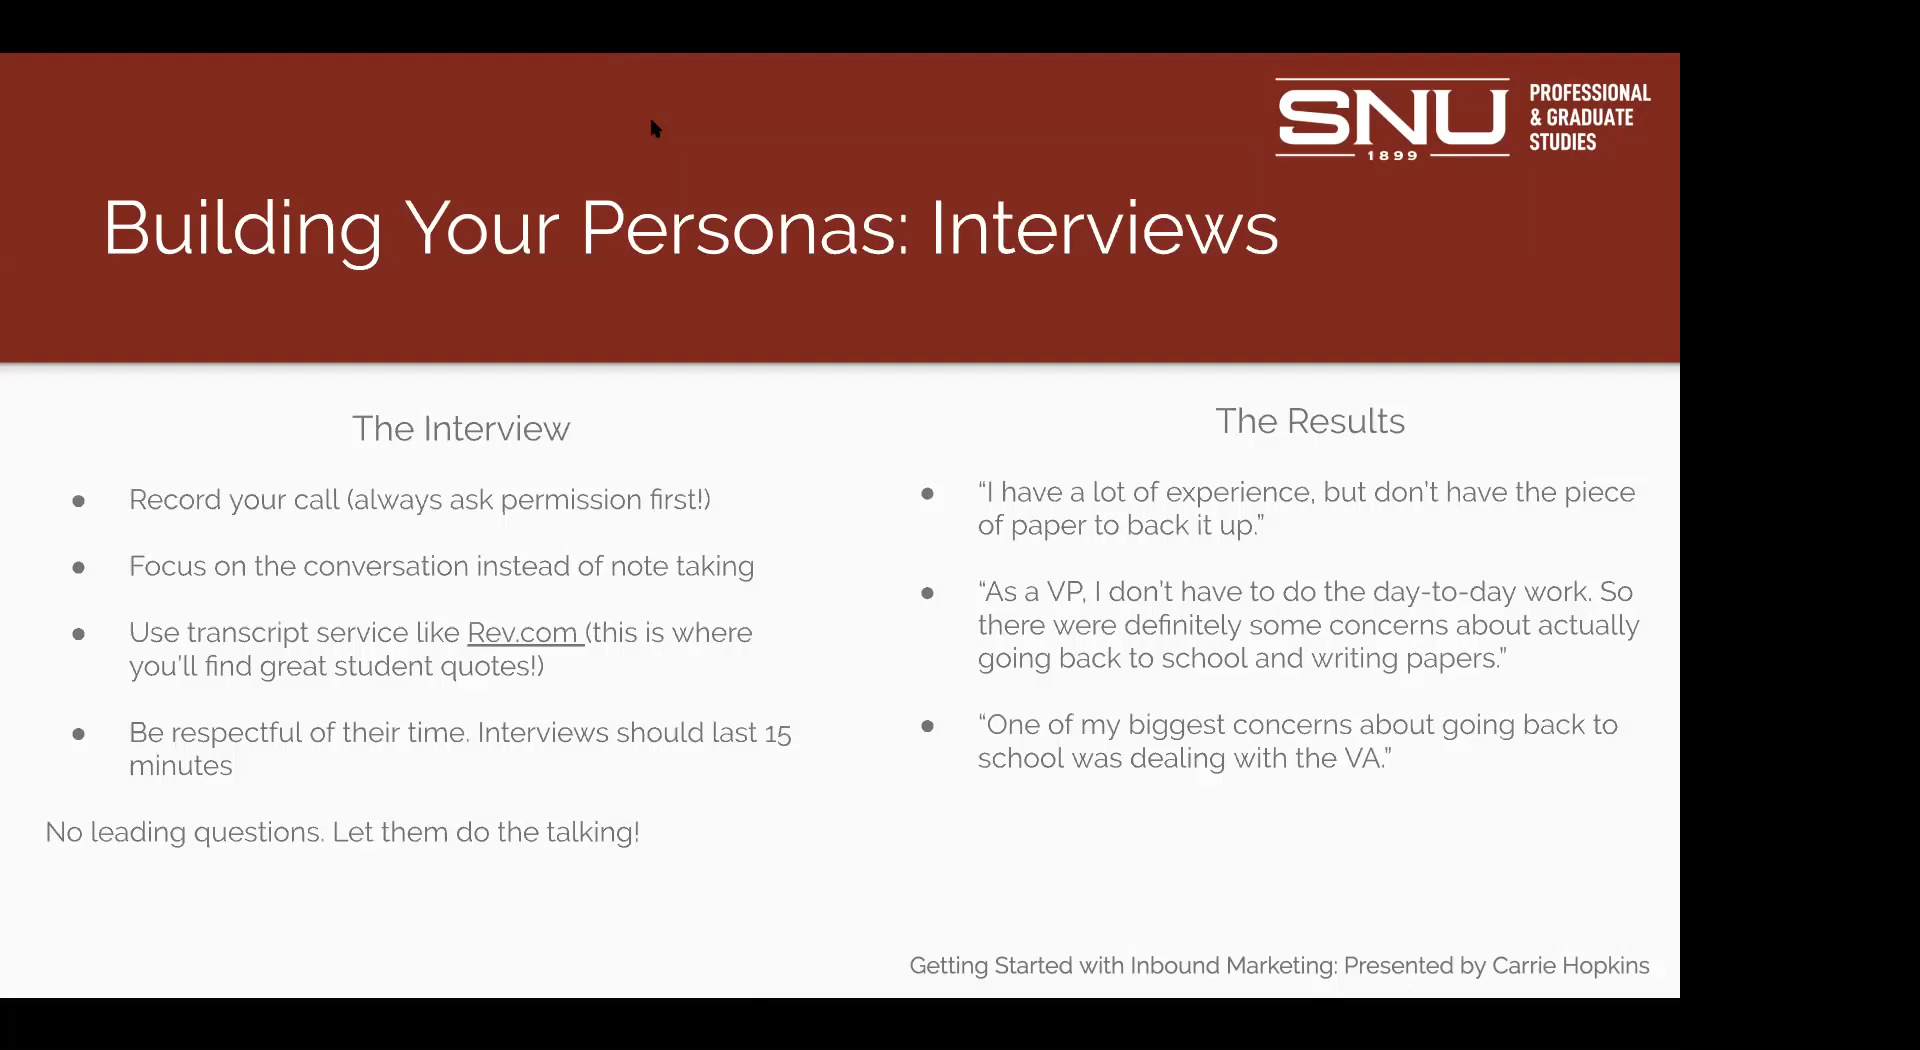 SNU
1899
PROFESSIONAL
& GRADUATE
STUDIES
Building Your Personas: Interviews
The Interview
● Record your call (always ask permission first!)
● Focus on the conversation instead of note taking
● Use transcript service like Rev.com (this is where
you’ll find great student quotes!)
● Be respectful of their time. Interviews should last 15
minutes
No leading questions. Let them do the talking!
The Results
● “I have a lot of experience, but don’t have the piece
of paper to back it up.”
● “As a VP, I don’t have to do the day-to-day work. So
there were definitely some concerns about actually
going back to school and writing papers.”
● “One of my biggest concerns about going back to
school was dealing with the VA.”
Getting Started with Inbound Marketing: Presented by Carrie Hopkins